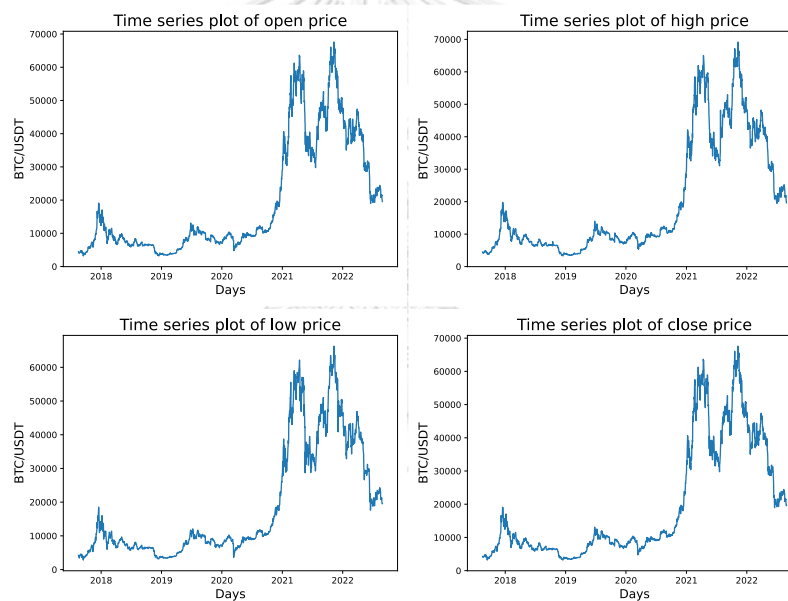 Time series plot of open price
70000
60000
50000
40000
30000
20000
10000
0
BTC/USDT
2018 2019 2020 2021 2022
Days
Time series plot of high price
70000
60000
50000
40000
30000
20000
10000
0
BTC/USDT
2018 2019 2020 2021 2022
Days
Time series plot of low price
60000
50000
40000
30000
20000
10000
0
BTC/USDT
2018 2019 2020 2021 2022
Days
Time series plot of close price
70000
60000
50000
40000
30000
20000
10000
0
BTC/USDT
2018 2019 2020 2021 2022
Days